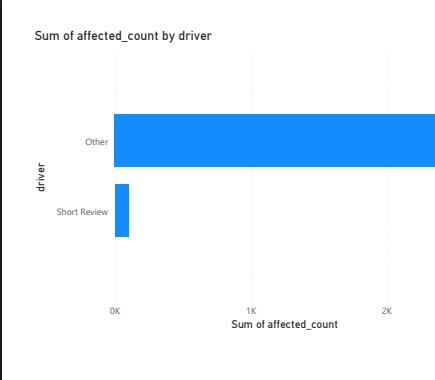 Sum of affected_count by driver
Other
driver
Short Review
0K
1K
2K
Sum of affected_count